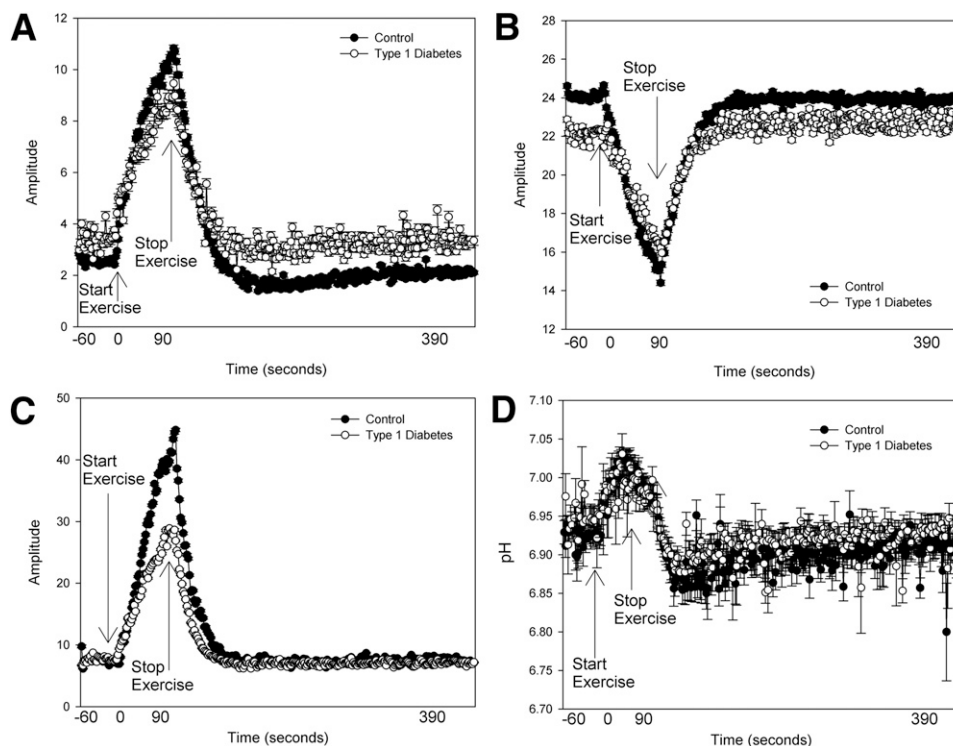 A
12
10
8
6
4
2
0
Amplitude
Control
Type 1 Diabetes
Stop
Exercise
Start
Exercise
-60 0 90 390
Time (seconds)
B
28
26
24
22
20
18
16
14
12
Amplitude
Stop
Exercise
Start
Exercise
Control
Type 1 Diabetes
-60 0 90 390
Time (seconds)
C
50
40
30
20
10
0
Amplitude
Control
Type 1 Diabetes
Start
Exercise
Stop
Exercise
-60 0 90 390
Time (seconds)
D
7.10
7.05
7.00
6.95
6.90
6.85
6.80
6.75
6.70
pH
Control
Type 1 Diabetes
Stop
Exercise
Start
Exercise
-60 0 90 390
Time (seconds)